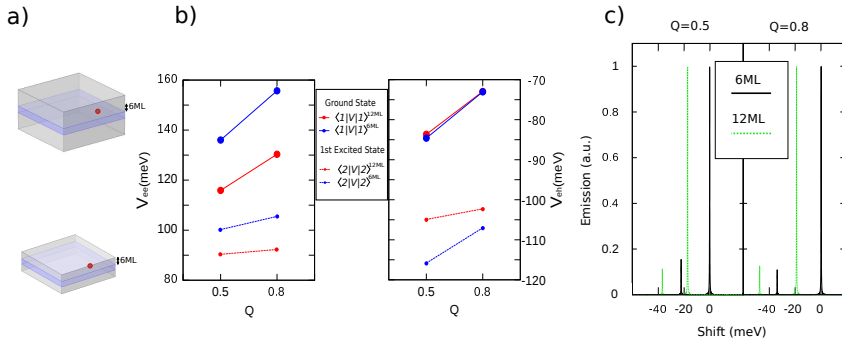 a)
6ML
6ML
b)
160
140
120
100
80
V_ee(meV)
0.5
0.8
Q
Ground State
⟨1|V|1⟩^12ML
⟨1|V|1⟩^6ML
1st Excited State
⟨2|V|2⟩^12ML
⟨2|V|2⟩^6ML
-70
-80
-90
-100
-110
-120
V_eh(meV)
0.5
0.8
Q
c)
Q=0.5
Q=0.8
6ML
12ML
1
0.8
0.6
0.4
0.2
0
Emission (a.u.)
-40
-20
0
-40
-20
0
Shift (meV)